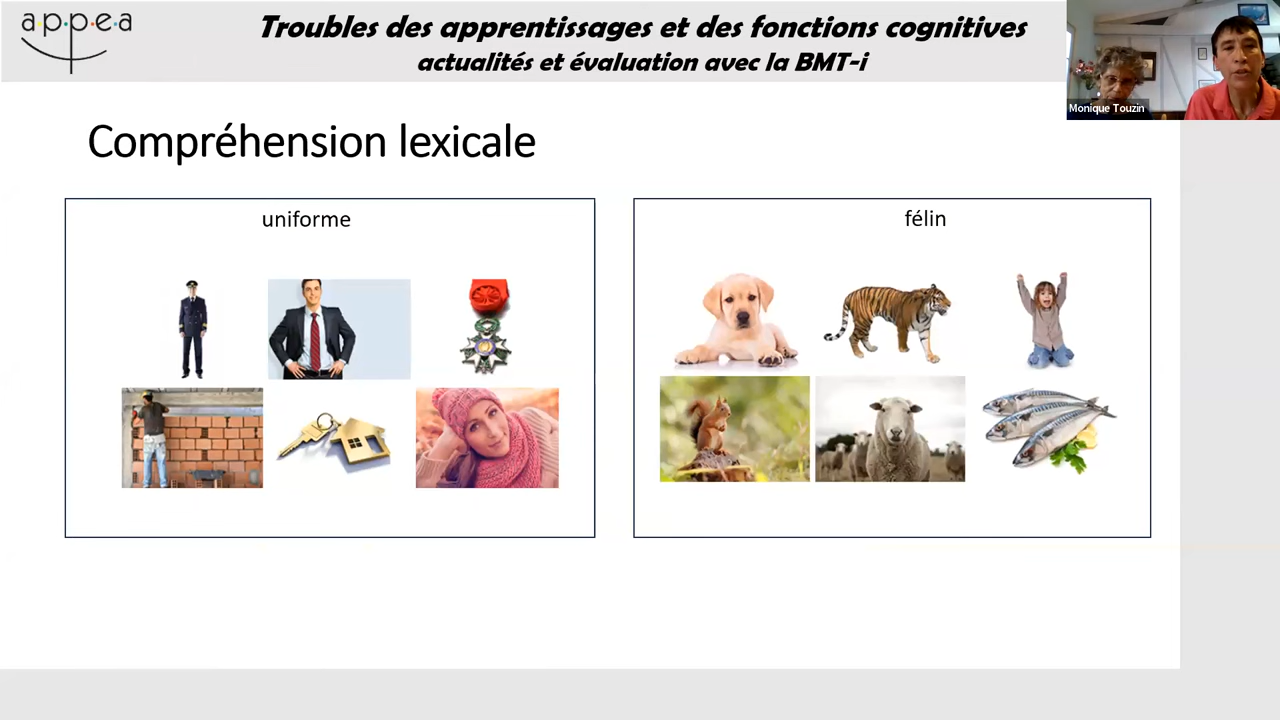 appea
Troubles des apprentissages et des fonctions cognitives
actualités et évaluation avec la BMT-i
Monique Touzin
Compréhension lexicale
uniforme
félin